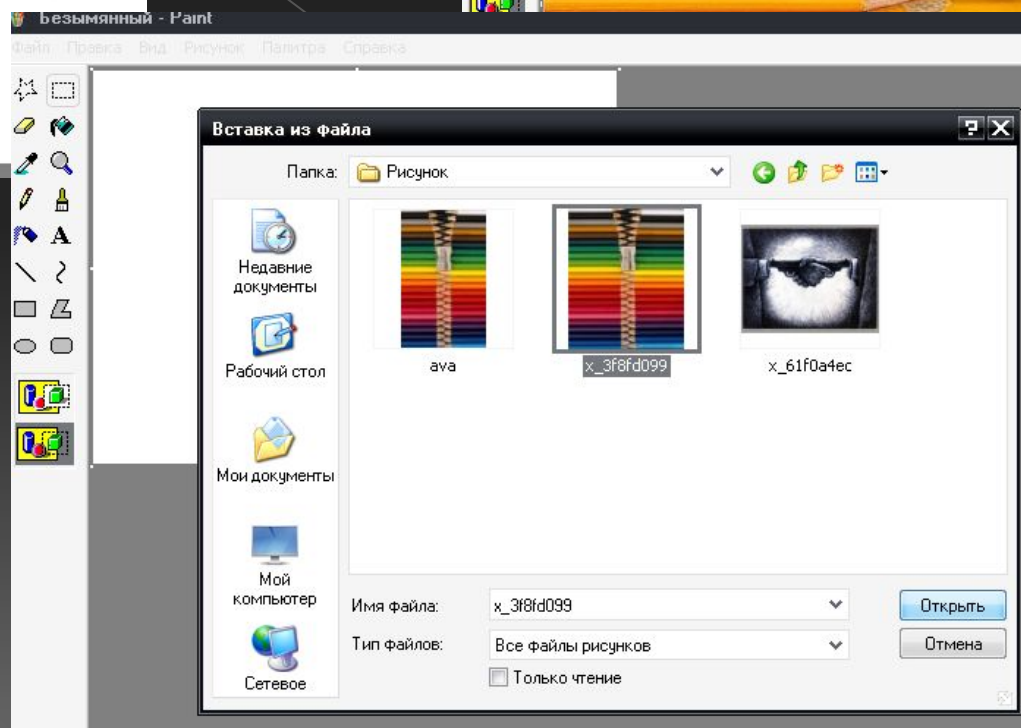 Безымянный - Paint
Файл Правка Вид Рисунок Палитра Справка
A
Вставка из файла
Папка: Рисунок
Недавние
документы
Рабочий стол
Мои документы
Мой
компьютер
Сетевое
ava
x_3f8fd099
x_61f0a4ec
Имя файла: x_3f8fd099
Открыть
Тип файлов: Все файлы рисунков
Отмена
Только чтение